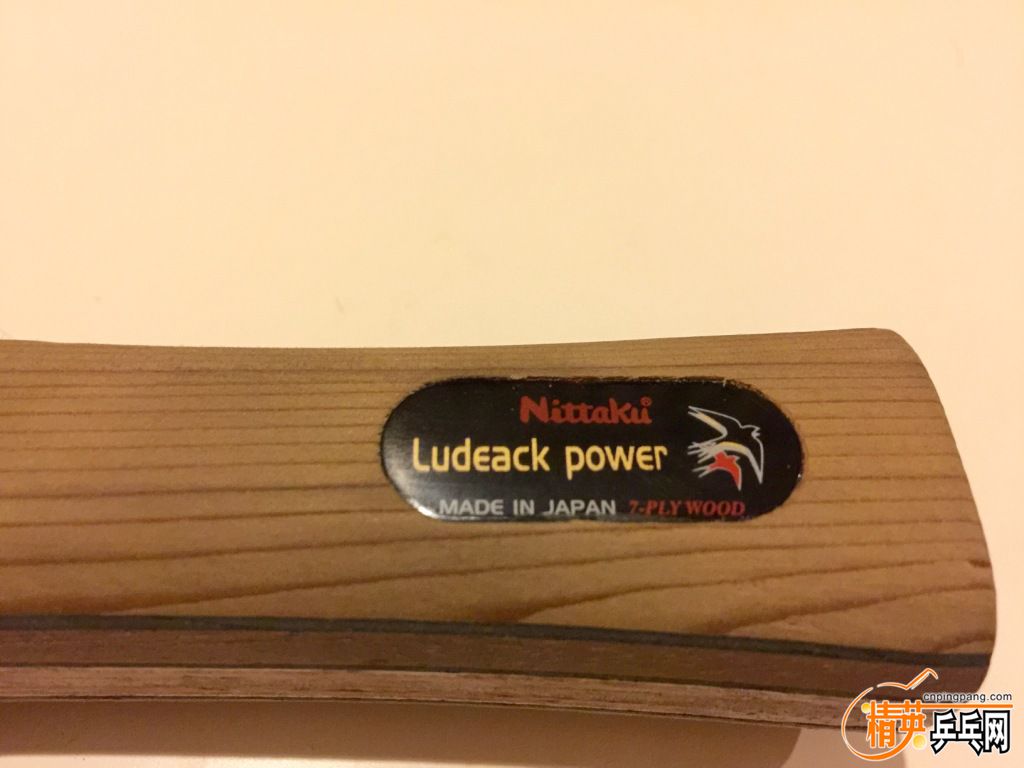 Nittaku®
Ludeack power
MADE IN JAPAN 7-PLY WOOD
cnpingpang.com
精英乒乓网